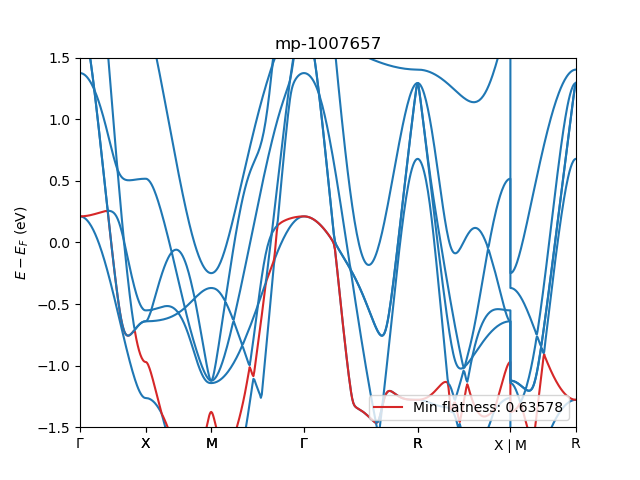 mp-1007657
1.5
1.0
0.5
0.0
−0.5
−1.0
−1.5
E − E_F (eV)
Min flatness: 0.63578
Γ X M Γ R X | M R